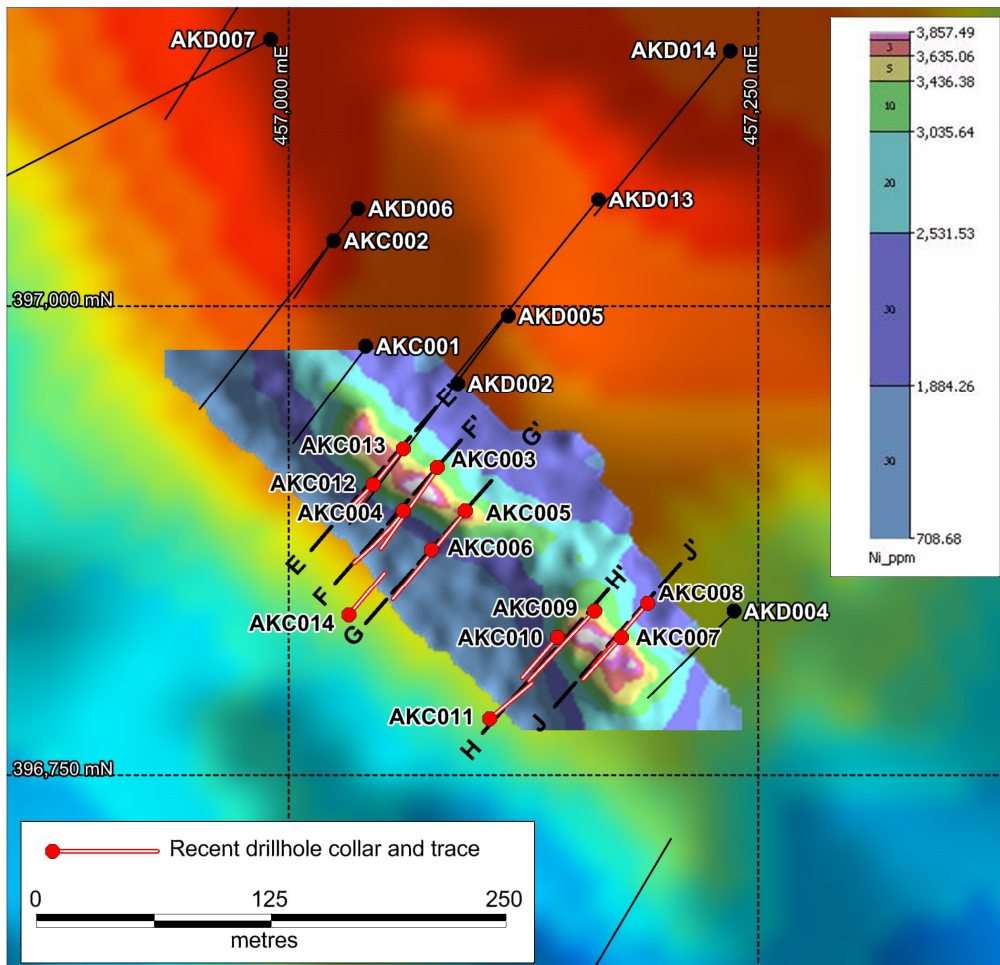 AKD007
457,000 mE
AKD014
457,250 mE
3,857.49
3
3,635.06
5
3,436.38
10
3,035.64
20
2,531.53
30
1,884.26
30
708.68
Ni_ppm
AKD006
AKD013
AKC002
397,000 mN
AKD005
AKC001
AKD002
E'
F'
G'
AKC013
AKC003
AKC012
AKC004
AKC005
AKC006
E
F
G
AKC014
J'
H'
AKC009
AKC008
AKD004
AKC010
AKC007
AKC011
J
H
396,750 mN
Recent drillhole collar and trace
0 125 250
metres